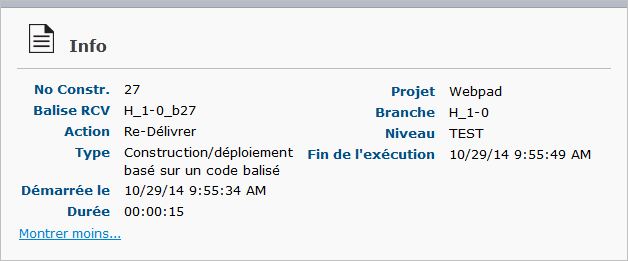 Info
No Constr. 27
Balise RCV H_1-0_b27
Action Re-Délivrer
Type Construction/déploiement
basé sur un code balisé
Démarrée le 10/29/14 9:55:34 AM
Durée 00:00:15
Montrer moins...
Projet Webpad
Branche H_1-0
Niveau TEST
Fin de l'exécution 10/29/14 9:55:49 AM